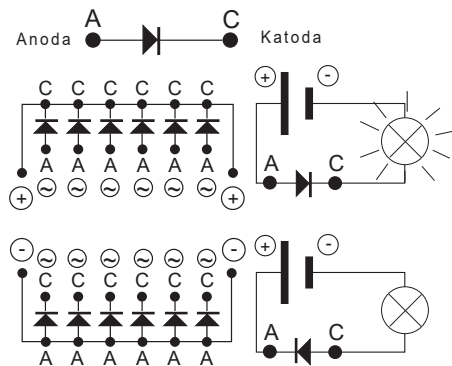 Anoda A C Katoda
C C C C C C
A A A A A A
~ ~ ~ ~ ~ ~
+ +
+ -
A C
- ~ ~ ~ ~ ~ ~ -
C C C C C C
A A A A A A
+ -
A C